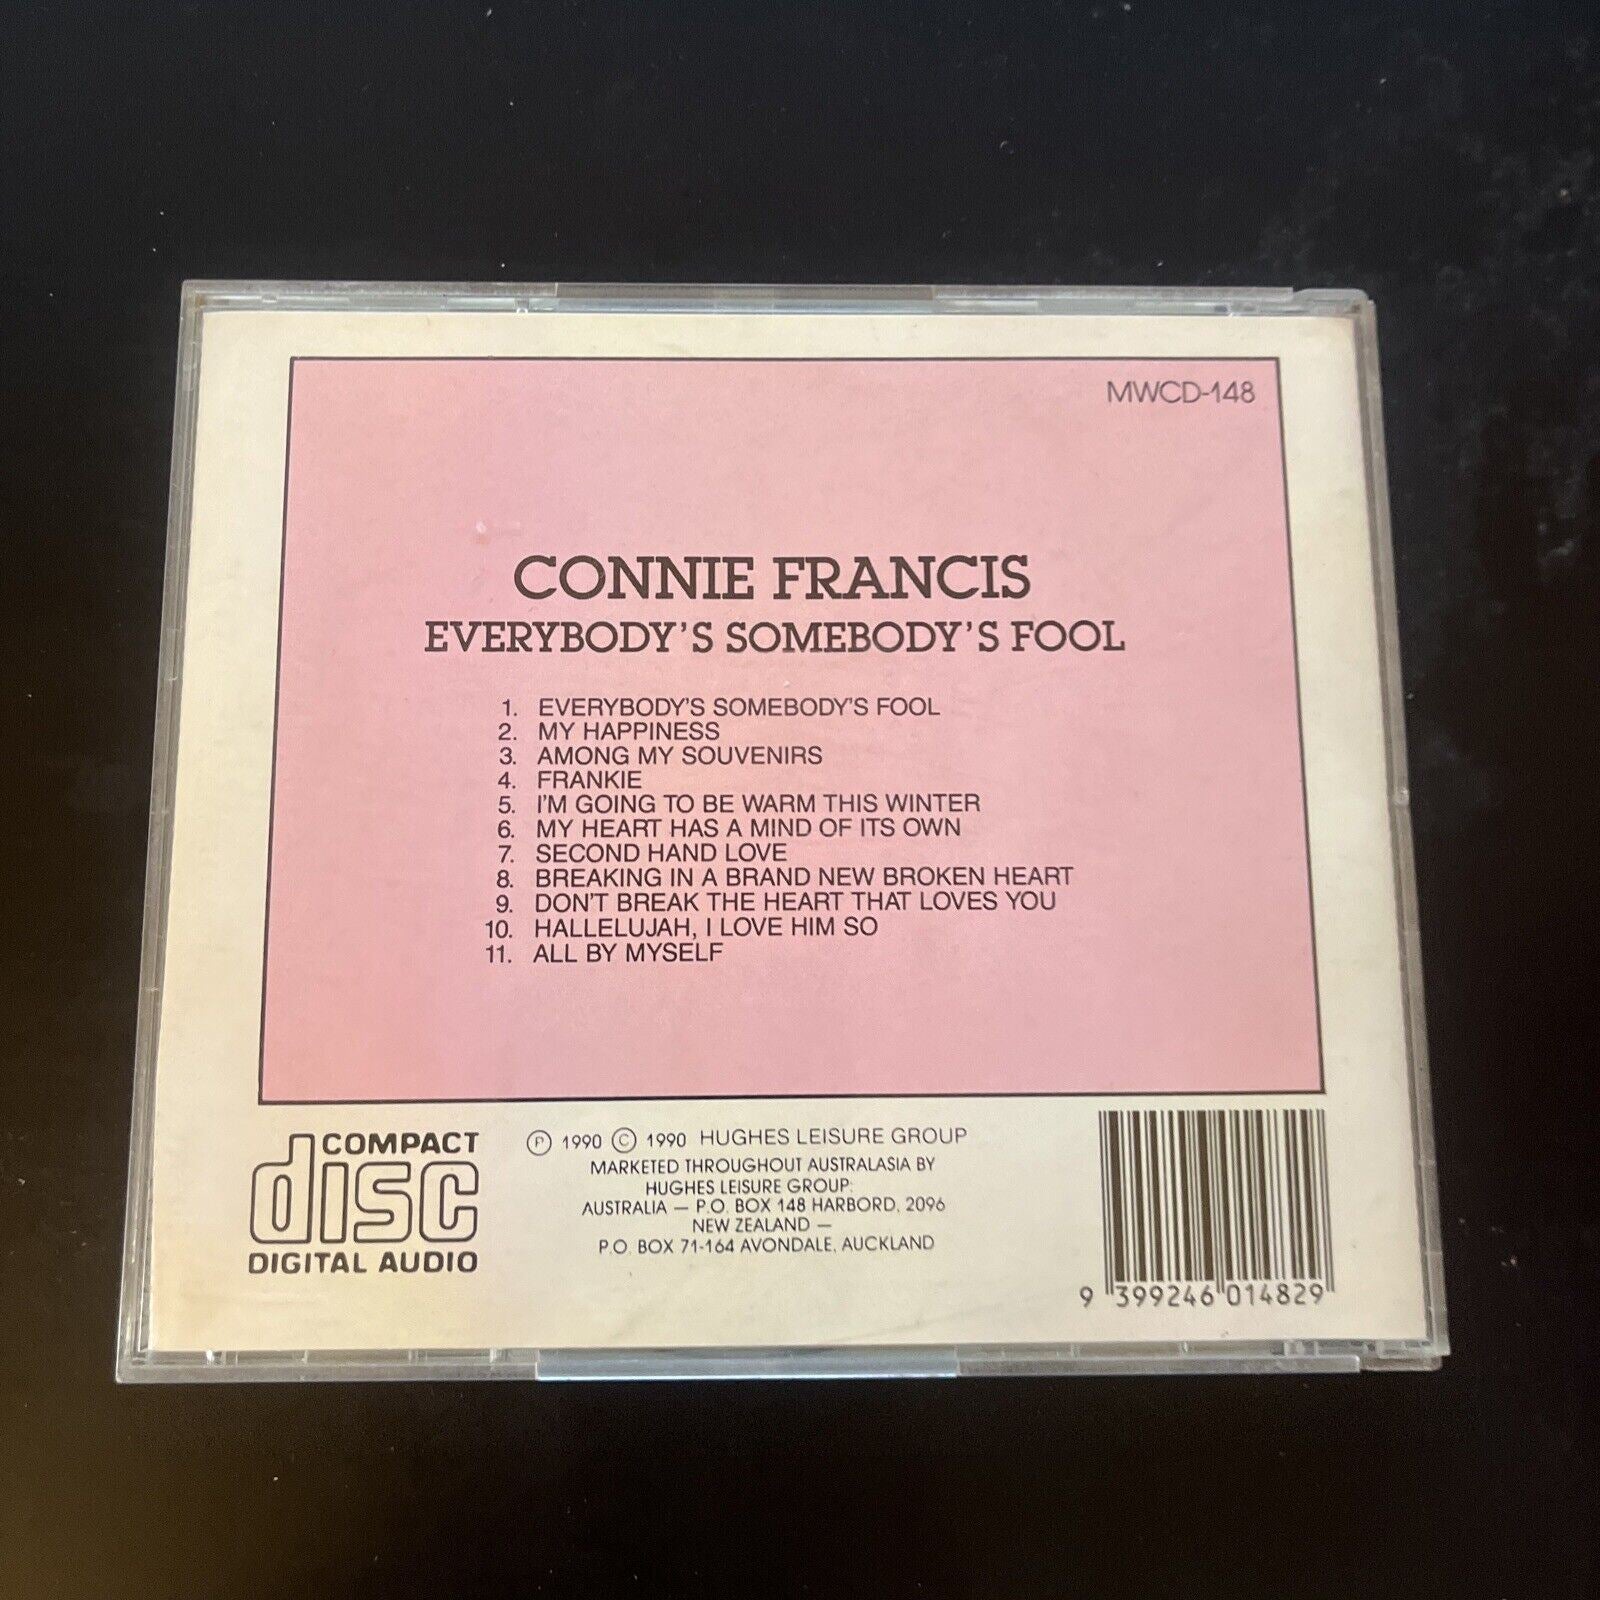 MWCD-148
CONNIE FRANCIS
EVERYBODY'S SOMEBODY'S FOOL
1. EVERYBODY'S SOMEBODY'S FOOL
2. MY HAPPINESS
3. AMONG MY SOUVENIRS
4. FRANKIE
5. I'M GOING TO BE WARM THIS WINTER
6. MY HEART HAS A MIND OF ITS OWN
7. SECOND HAND LOVE
8. BREAKING IN A BRAND NEW BROKEN HEART
9. DON'T BREAK THE HEART THAT LOVES YOU
10. HALLELUJAH, I LOVE HIM SO
11. ALL BY MYSELF
COMPACT
disc
DIGITAL AUDIO
Ⓟ 1990 © 1990 HUGHES LEISURE GROUP
MARKETED THROUGHOUT AUSTRALASIA BY
HUGHES LEISURE GROUP:
AUSTRALIA — P.O. BOX 148 HARBORD, 2096
NEW ZEALAND —
P.O. BOX 71-164 AVONDALE, AUCKLAND
9 399246 014829